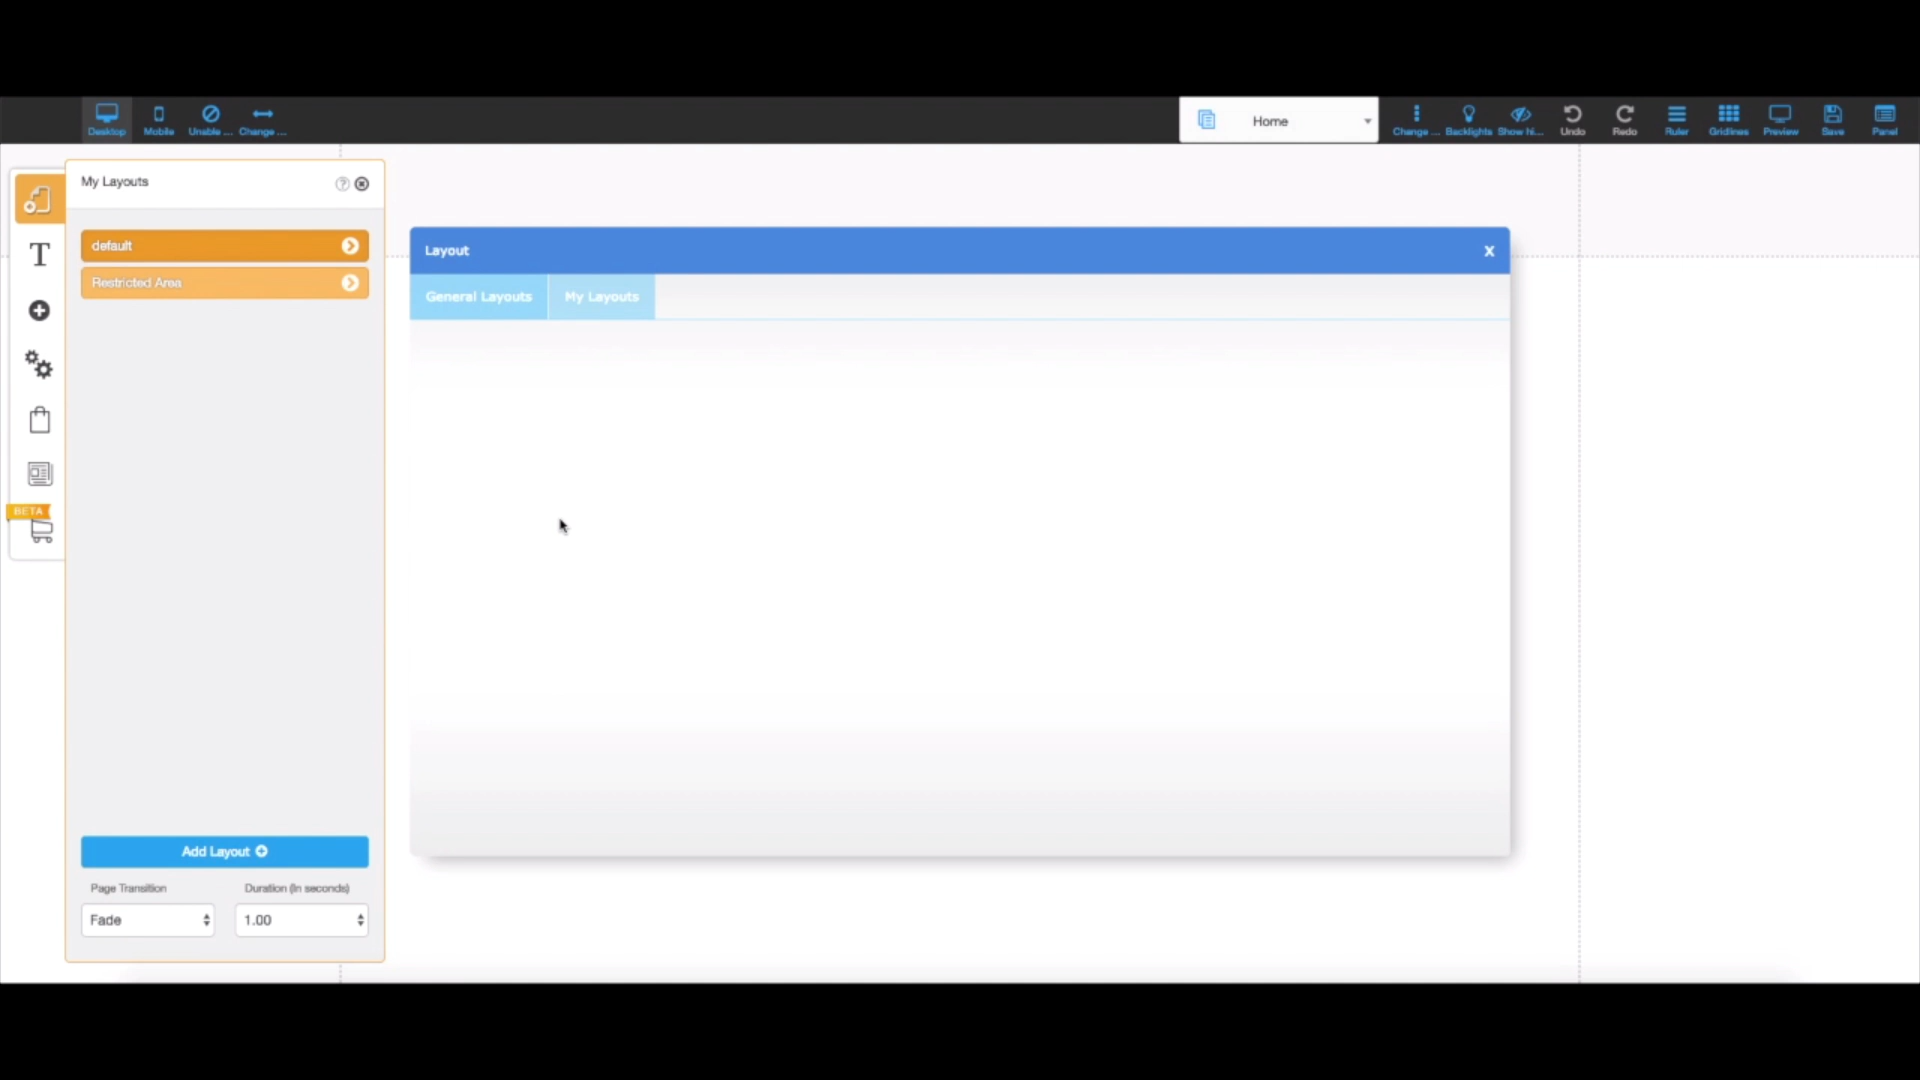 Desktop
Mobile
Unable ...
Change ...
Home
Change ...
Backlights
Show hi...
Undo
Redo
Ruler
Gridlines
Preview
Save
Panel
My Layouts
?
default
Restricted Area
T
BETA
Layout
X
General Layouts
My Layouts
Add Layout
Page Transition
Duration (in seconds)
Fade
1.00